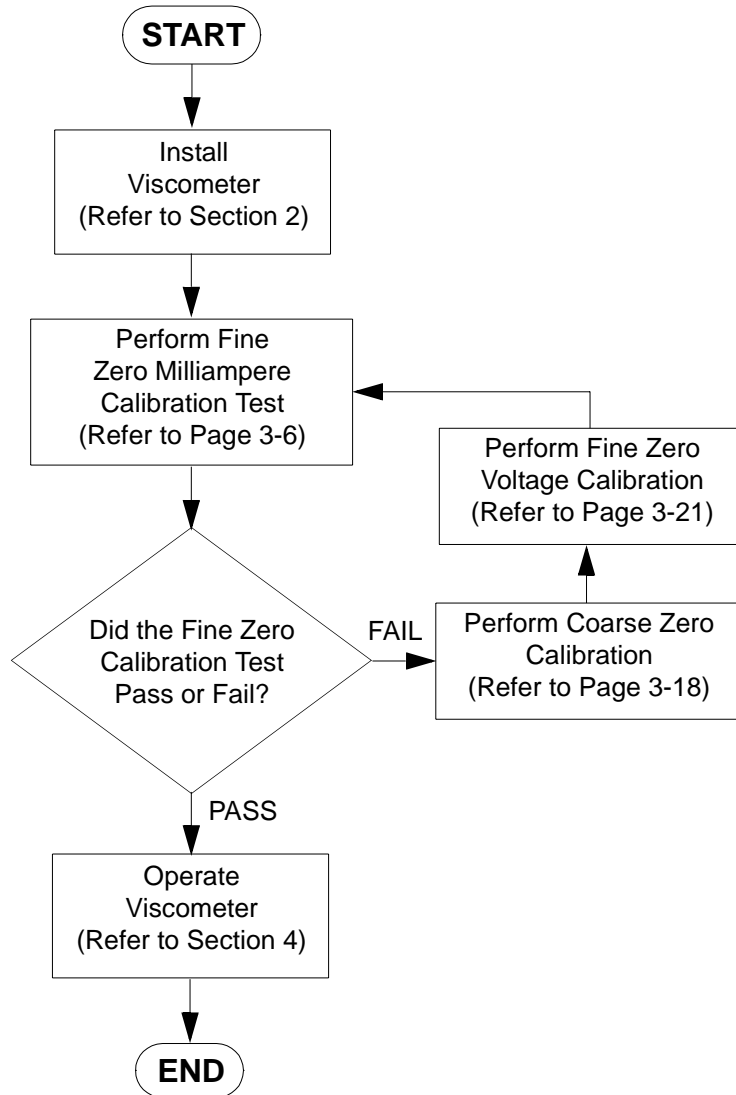 START
Install
Viscometer
(Refer to Section 2)
Perform Fine
Zero Milliampere
Calibration Test
(Refer to Page 3-6)
Perform Fine Zero
Voltage Calibration
(Refer to Page 3-21)
Did the Fine Zero
Calibration Test
Pass or Fail?
FAIL
Perform Coarse Zero
Calibration
(Refer to Page 3-18)
PASS
Operate
Viscometer
(Refer to Section 4)
END